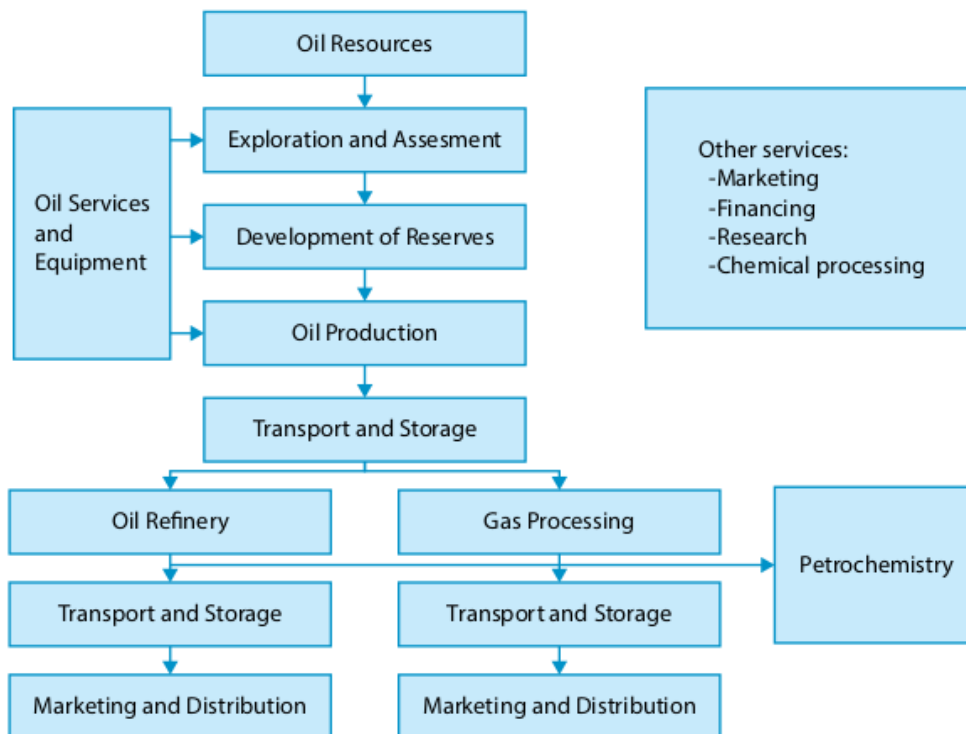 Oil Resources
Exploration and Assesment
Oil Services
and
Equipment
Development of Reserves
Oil Production
Other services:
-Marketing
-Financing
-Research
-Chemical processing
Transport and Storage
Oil Refinery
Gas Processing
Petrochemistry
Transport and Storage
Transport and Storage
Marketing and Distribution
Marketing and Distribution